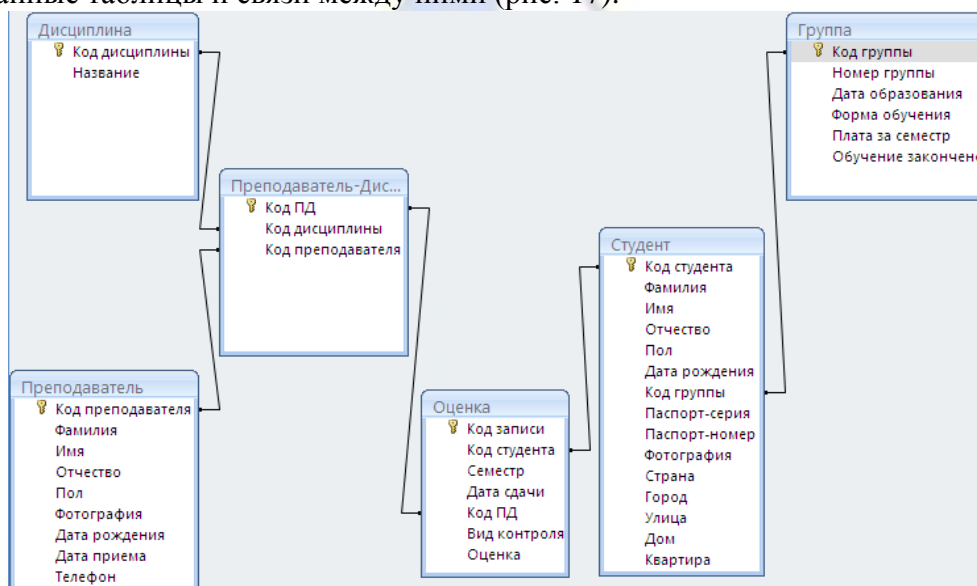 анные таблицы и связи между ними (рис. 17).
Дисциплина
Код дисциплины
Название
Преподаватель-Дис...
Код ПД
Код дисциплины
Код преподавателя
Преподаватель
Код преподавателя
Фамилия
Имя
Отчество
Пол
Фотография
Дата рождения
Дата приема
Телефон
Оценка
Код записи
Код студента
Семестр
Дата сдачи
Код ПД
Вид контроля
Оценка
Студент
Код студента
Фамилия
Имя
Отчество
Пол
Дата рождения
Код группы
Паспорт-серия
Паспорт-номер
Фотография
Страна
Город
Улица
Дом
Квартира
Группа
Код группы
Номер группы
Дата образования
Форма обучения
Плата за семестр
Обучение закончен